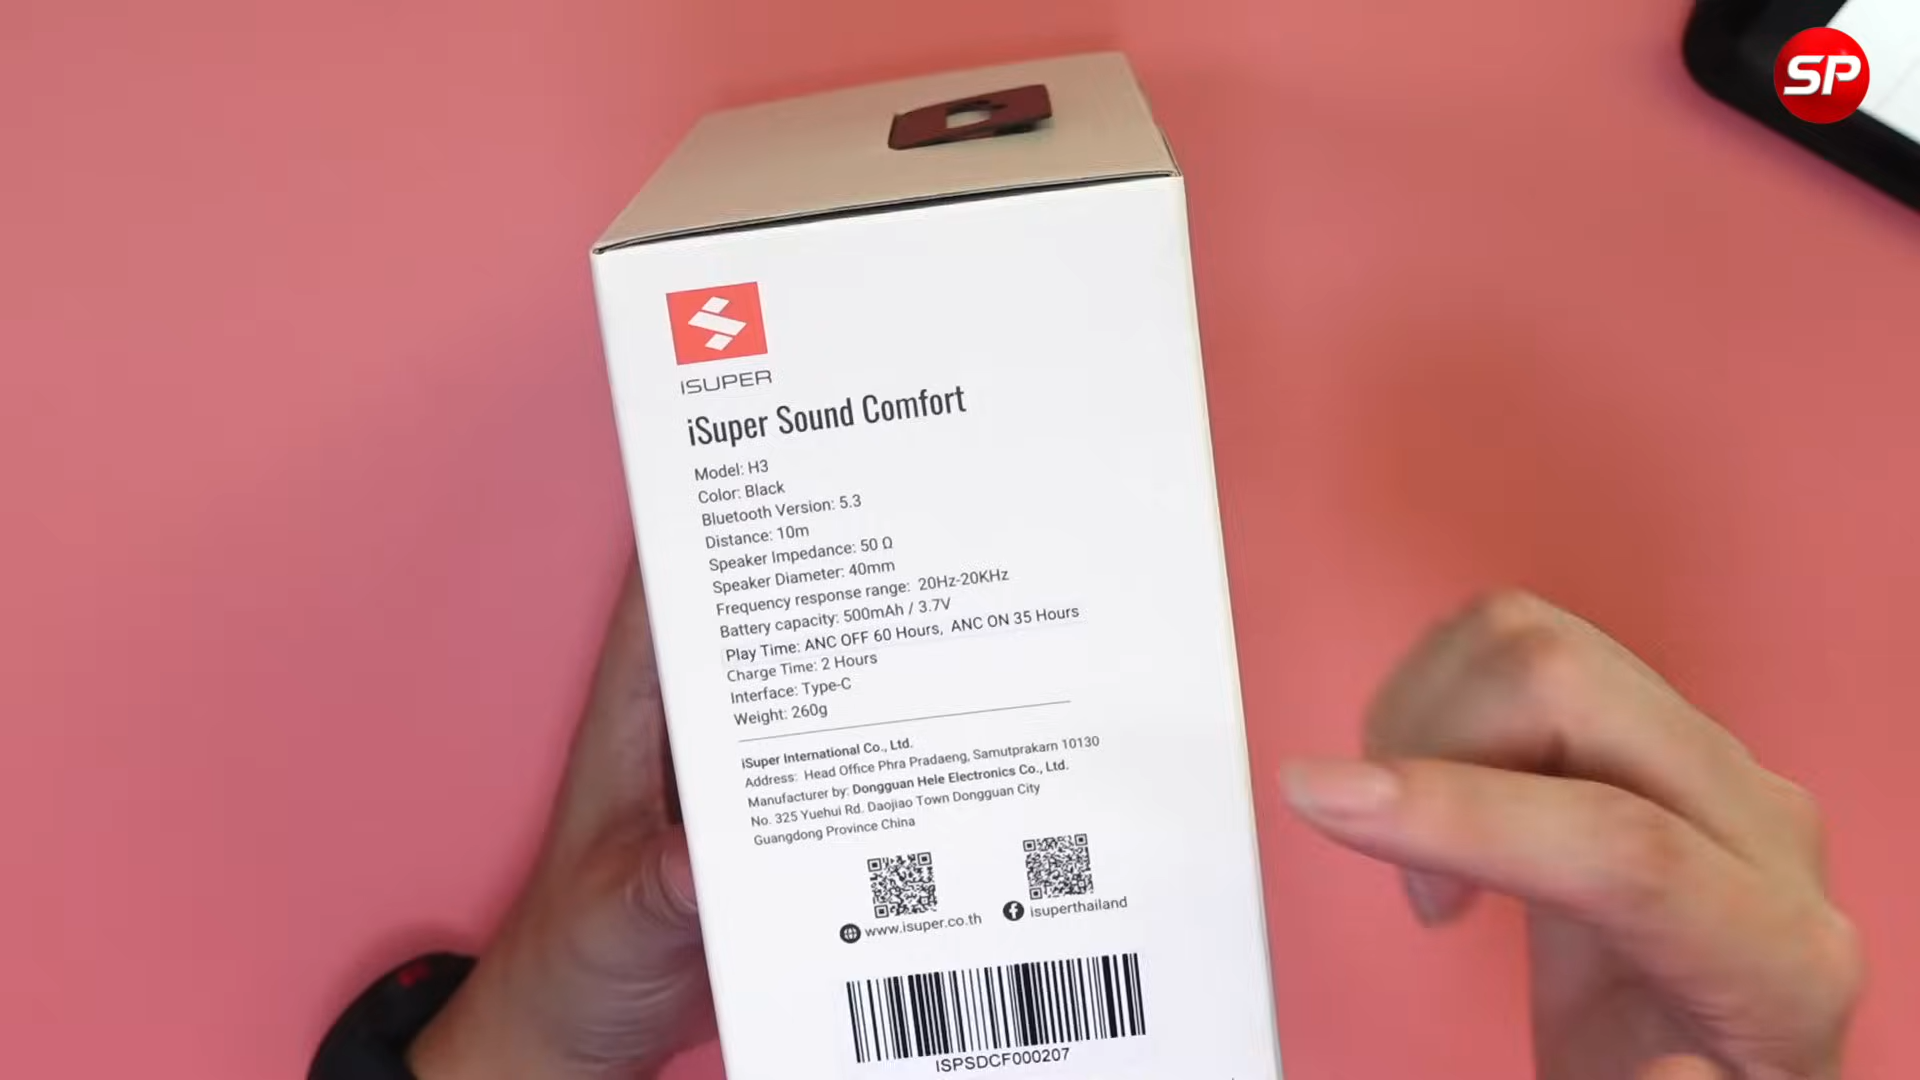 SP
ISUPER
iSuper Sound Comfort
Model: H3
Color: Black
Bluetooth Version: 5.3
Distance: 10m
Speaker Impedance: 50 Ω
Speaker Diameter: 40mm
Frequency response range: 20Hz-20KHz
Battery capacity: 500mAh / 3.7V
Play Time: ANC OFF 60 Hours, ANC ON 35 Hours
Charge Time: 2 Hours
Interface: Type-C
Weight: 260g
iSuper International Co., Ltd.
Address: Head Office Phra Pradaeng, Samutprakarn 10130
Manufacturer by: Dongguan Hele Electronics Co., Ltd.
No. 325 Yuehui Rd. Daojiao Town Dongguan City
Guangdong Province China
www.isuper.co.th
isuperthailand
ISPSDCF000207